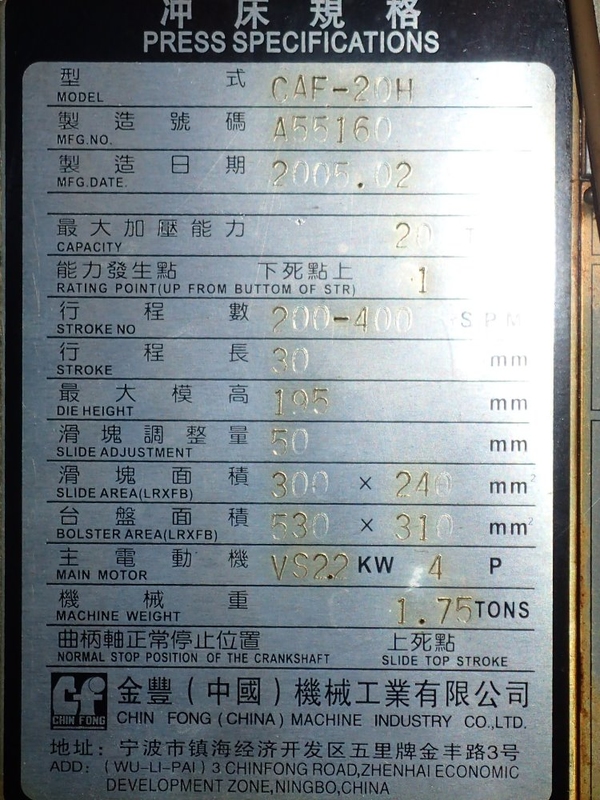 冲床規格
PRESS SPECIFICATIONS
型式 CAF-20H
MODEL
製造號碼 A55160
MFG.NO.
製造日期 2005.02
MFG.DATE.
最大加壓能力 20 T
CAPACITY
能力發生點 下死點上 1
RATING POINT(UP FROM BUTTOM OF STR)
行程數 200-400 S P M
STROKE NO
行程長 30 mm
STROKE
最大模高 195 mm
DIE HEIGHT
滑塊調整量 50 mm
SLIDE ADJUSTMENT
滑塊面積 300 × 240 mm²
SLIDE AREA(LRXFB)
台盤面積 530 × 310 mm²
BOLSTER AREA(LRXFB)
主電動機 VS2.2 KW 4 P
MAIN MOTOR
機械重 1.75 TONS
MACHINE WEIGHT
曲柄軸正常停止位置 上死點
NORMAL STOP POSITION OF THE CRANKSHAFT SLIDE TOP STROKE
CHIN FONG 金豐(中國)機械工業有限公司
CHIN FONG (CHINA) MACHINE INDUSTRY CO.,LTD.
地址: 宁波市镇海经济开发区五里牌金丰路3号
ADD: (WU-LI-PAI) 3 CHINFONG ROAD,ZHENHAI ECONOMIC
DEVELOPMENT ZONE,NINGBO,CHINA